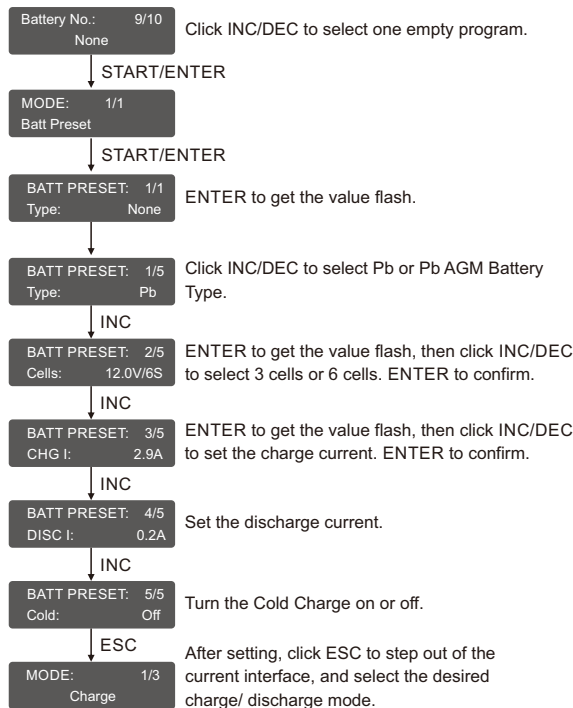 Battery No.: 9/10
None
Click INC/DEC to select one empty program.
START/ENTER
MODE: 1/1
Batt Preset
START/ENTER
BATT PRESET: 1/1
Type: None
ENTER to get the value flash.
BATT PRESET: 1/5
Type: Pb
Click INC/DEC to select Pb or Pb AGM Battery
Type.
INC
BATT PRESET: 2/5
Cells: 12.0V/6S
ENTER to get the value flash, then click INC/DEC
to select 3 cells or 6 cells. ENTER to confirm.
INC
BATT PRESET: 3/5
CHG I: 2.9A
ENTER to get the value flash, then click INC/DEC
to set the charge current. ENTER to confirm.
INC
BATT PRESET: 4/5
DISC I: 0.2A
Set the discharge current.
INC
BATT PRESET: 5/5
Cold: Off
Turn the Cold Charge on or off.
ESC
MODE: 1/3
Charge
After setting, click ESC to step out of the
current interface, and select the desired
charge/ discharge mode.